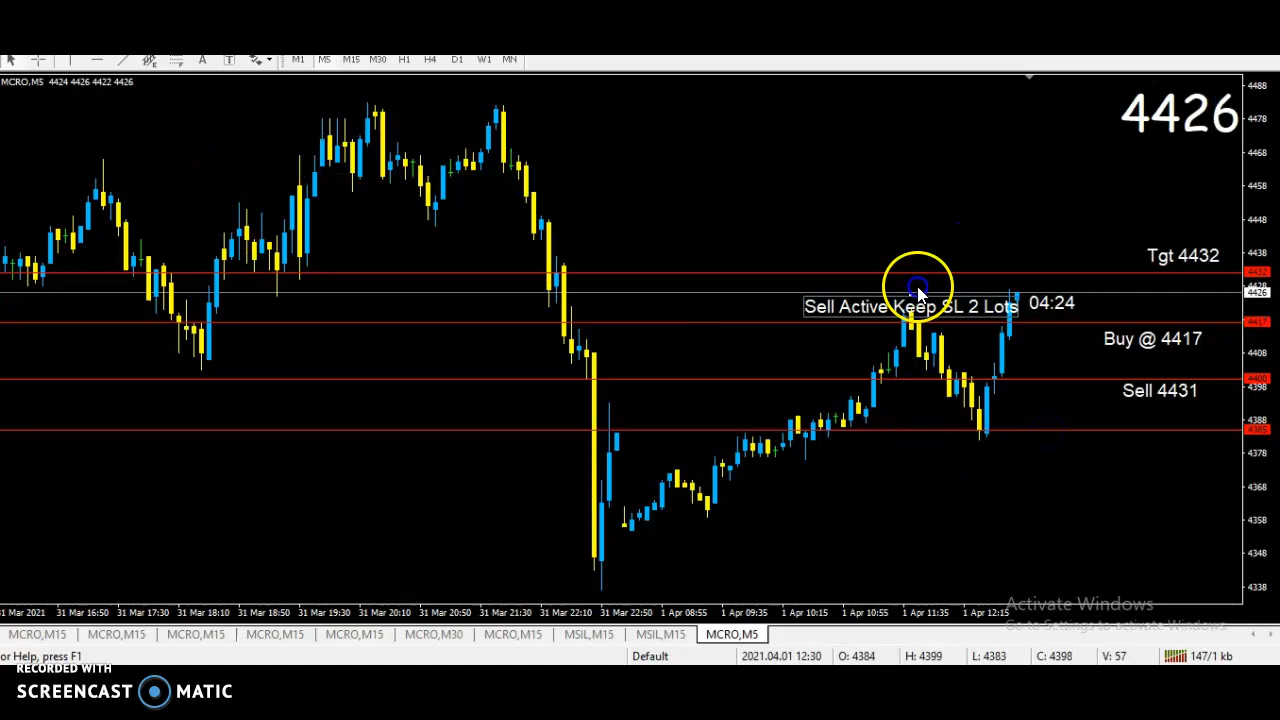 A T
M1 M5 M15 M30 H1 H4 D1 W1 MN
MCRO,M5 4424 4426 4422 4426
4426
4488
4478
4468
4458
4448
4438
4432
4428
4426
4417
4408
4400
4398
4388
4385
4378
4368
4358
4348
4338
Tgt 4432
Sell Active Keep SL 2 Lots
04:24
Buy @ 4417
Sell 4431
31 Mar 2021 31 Mar 16:50 31 Mar 17:30 31 Mar 18:10 31 Mar 18:50 31 Mar 19:30 31 Mar 20:10 31 Mar 20:50 31 Mar 21:30 31 Mar 22:10 31 Mar 22:50 1 Apr 08:55 1 Apr 09:35 1 Apr 10:15 1 Apr 10:55 1 Apr 11:35 1 Apr 12:15
Activate Windows
Go to Settings to activate Windows.
MCRO,M15 MCRO,M15 MCRO,M15 MCRO,M15 MCRO,M15 MCRO,M30 MCRO,M15 MSIL,M15 MSIL,M15 MCRO,M5
or Help, press F1 Default 2021.04.01 12:30 O: 4384 H: 4399 L: 4383 C: 4398 V: 57 147/1 kb
RECORDED WITH
SCREENCAST MATIC